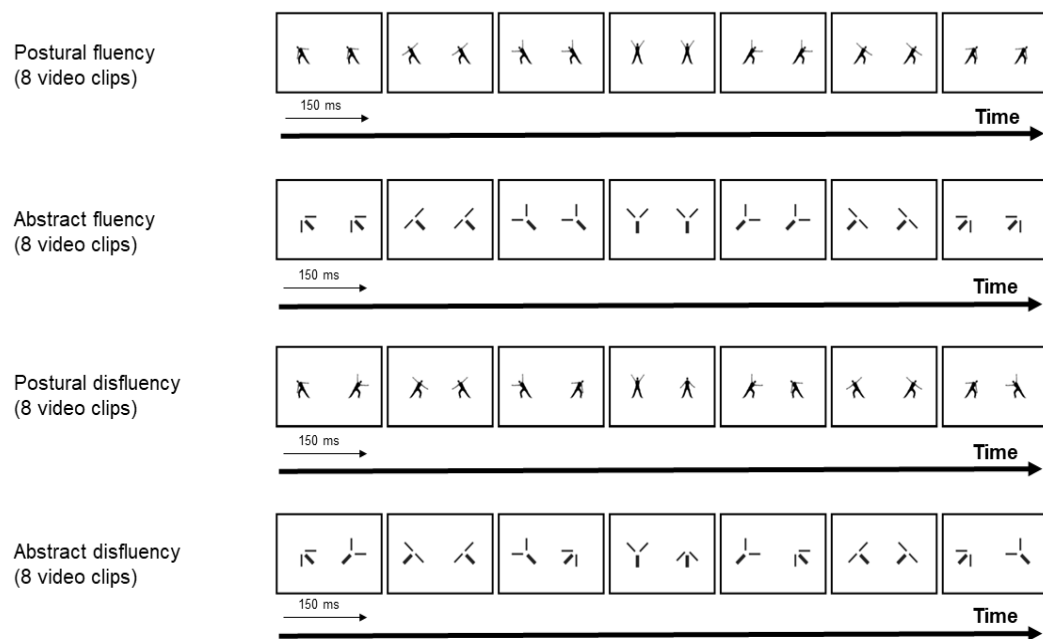 Postural fluency
(8 video clips)
150 ms
Time
Abstract fluency
(8 video clips)
150 ms
Time
Postural disfluency
(8 video clips)
150 ms
Time
Abstract disfluency
(8 video clips)
150 ms
Time